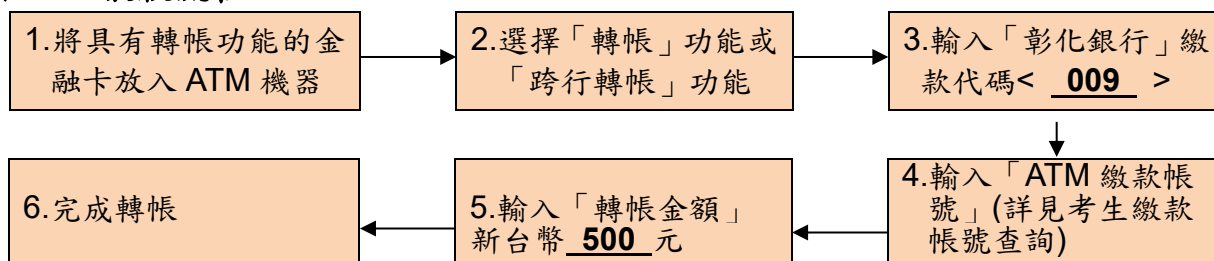 1.將具有轉帳功能的金
融卡放入 ATM 機器
2.選擇「轉帳」功能或
「跨行轉帳」功能
3.輸入「彰化銀行」繳
款代碼< 009 >
4.輸入「ATM 繳款帳
號」(詳見考生繳款
帳號查詢)
5.輸入「轉帳金額」
新台幣 500 元
6.完成轉帳